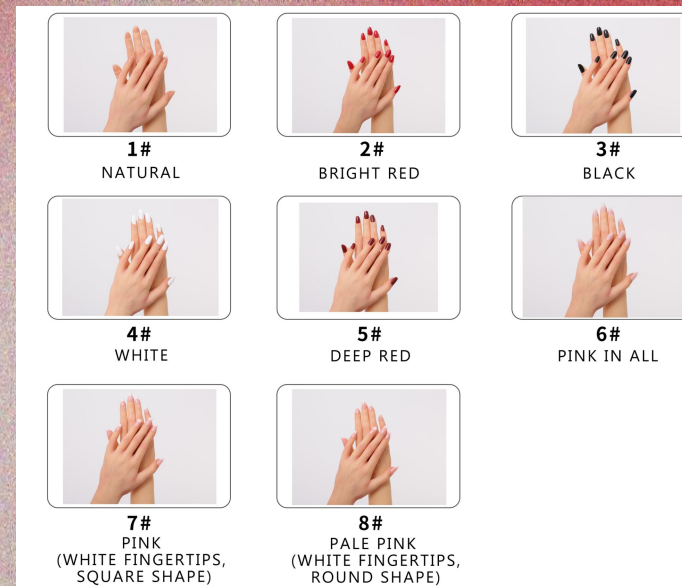 1#
NATURAL
2#
BRIGHT RED
3#
BLACK
4#
WHITE
5#
DEEP RED
6#
PINK IN ALL
7#
PINK
(WHITE FINGERTIPS,
SQUARE SHAPE)
8#
PALE PINK
(WHITE FINGERTIPS,
ROUND SHAPE)